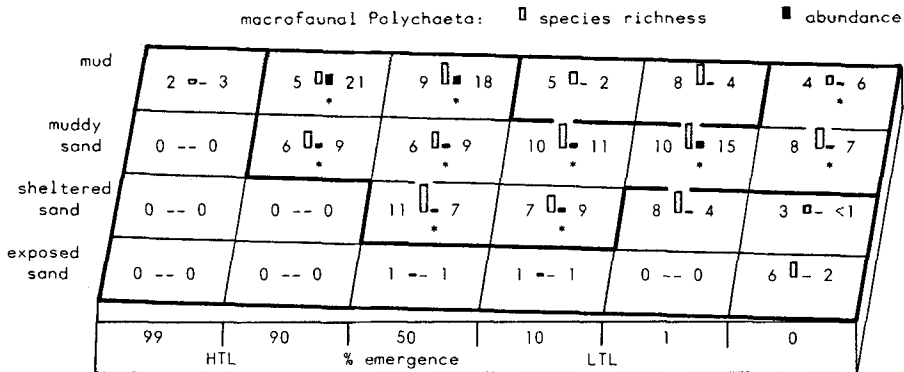 macrofaunal Polychaeta: species richness abundance
mud 2 -- 3 5 21 9 18 5 - 2 8 - 4 4 - 6
* * *
muddy sand 0 -- 0 6 - 9 6 - 9 10 - 11 10 15 8 - 7
* * * * *
sheltered sand 0 -- 0 0 -- 0 11 - 7 7 - 9 8 - 4 3 - <1
* *
exposed sand 0 -- 0 0 -- 0 1 -- 1 1 -- 1 0 -- 0 6 - 2
99 90 50 10 1 0
HTL % emergence LTL